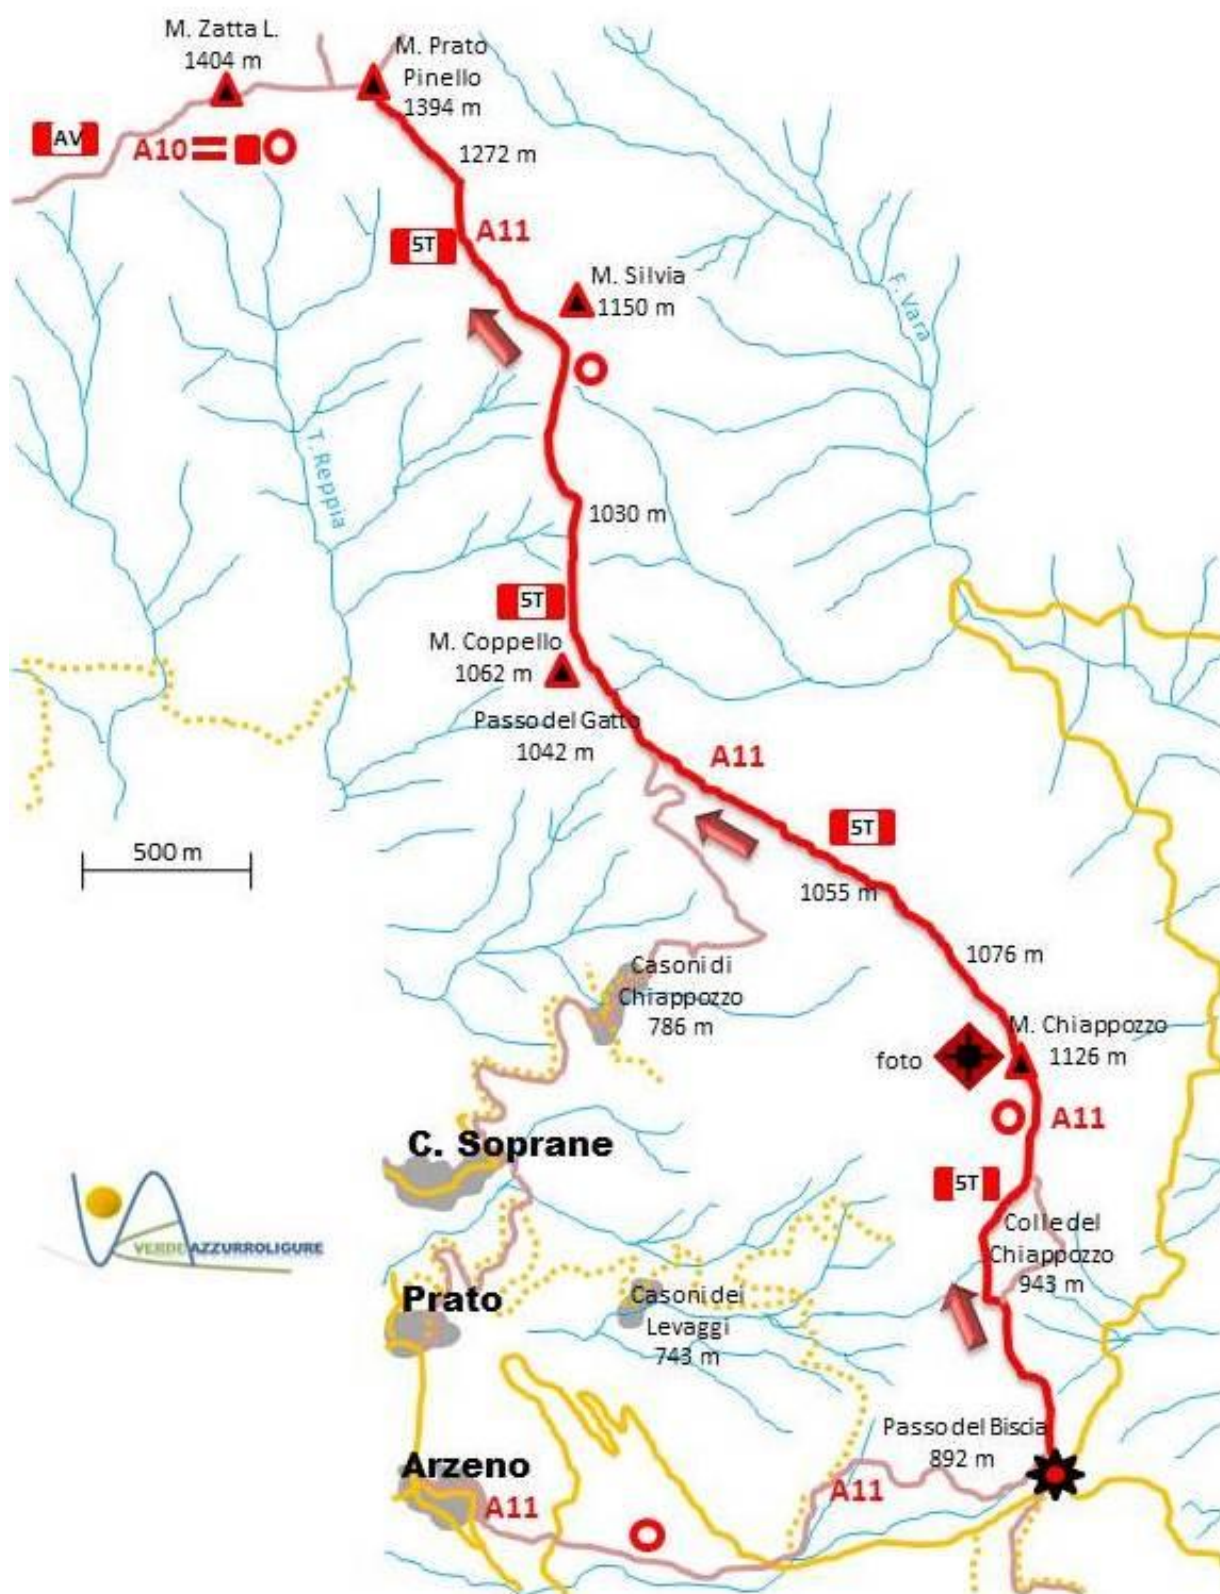 M. Zatta L.
1404 m
M. Prato
Pinello
1394 m
AV
A10
1272 m
5T
A11
M. Silvia
1150 m
F. Vara
T. Reppia
1030 m
5T
M. Coppello
1062 m
Passo del Gatto
1042 m
A11
5T
500 m
1055 m
1076 m
Casoni di
Chiappozzo
786 m
M. Chiappozzo
1126 m
foto
A11
C. Soprane
5T
Colle del
Chiappozzo
943 m
VERDEAZZURROLIGURE
Prato
Casoni dei
Levaggi
743 m
Passo del Biscia
892 m
Arzeno
A11
A11